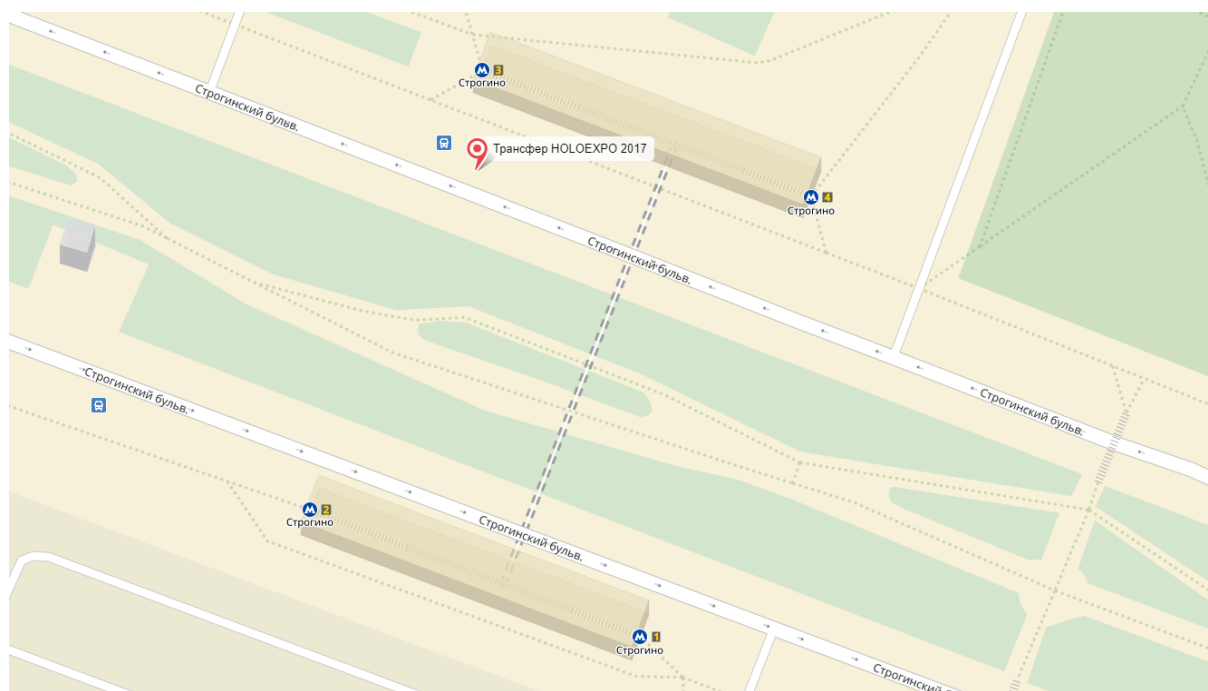 3
Строгино
Строгинский бульв.
Трансфер HOLOEXPO 2017
4
Строгино
Строгинский бульв.
Строгинский бульв.
Строгинский бульв.
2
Строгино
Строгинский бульв.
1
Строгино
Строгинский